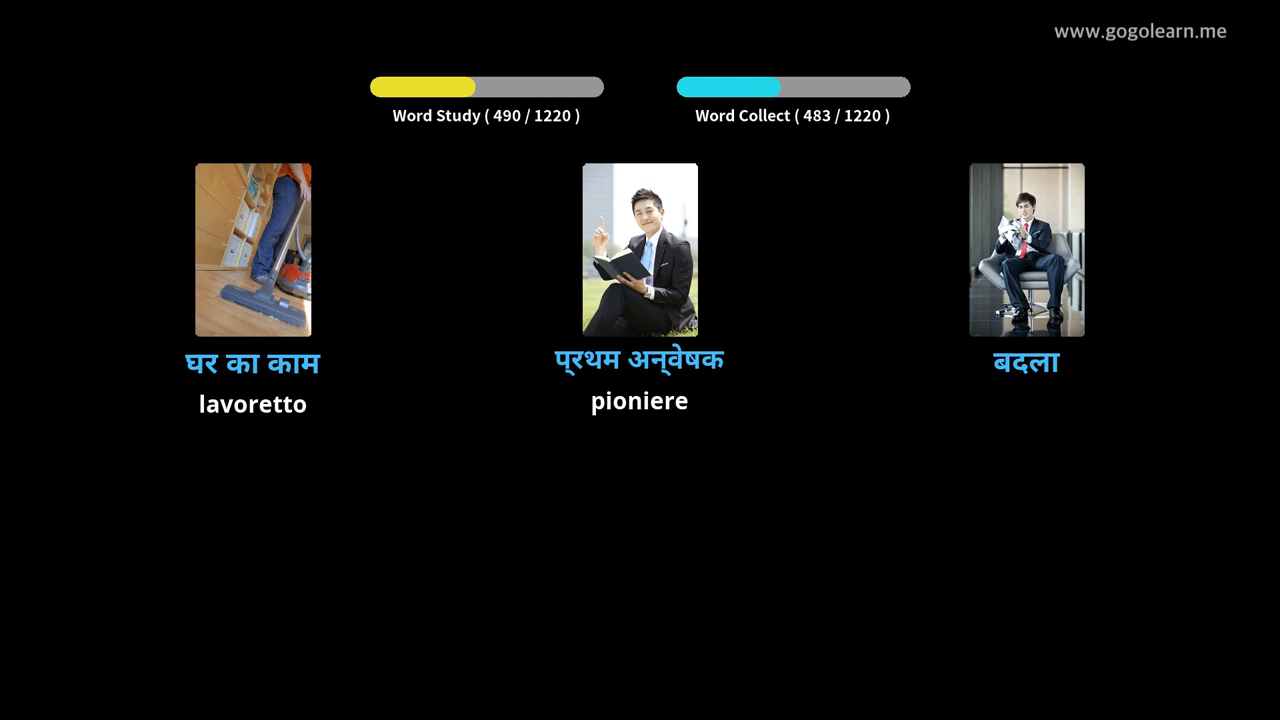 www.gogolearn.me
Word Study ( 490 / 1220 )
Word Collect ( 483 / 1220 )
घर का काम
प्रथम अन्वेषक
बदला
lavoretto
pioniere